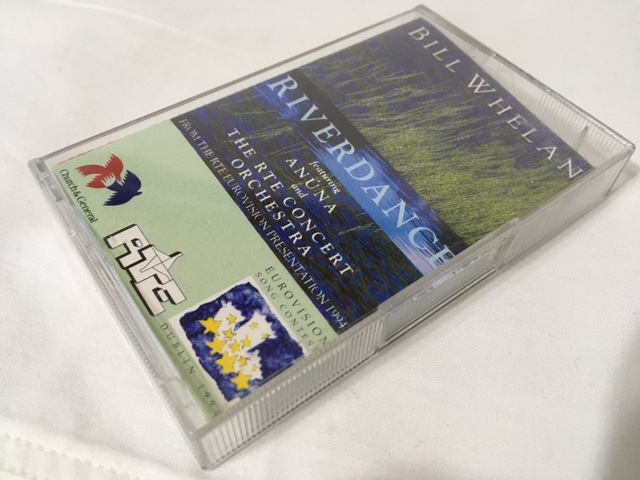 BILL WHELAN
RIVERDANCE
featuring
ANÚNA
and
THE RTE CONCERT
ORCHESTRA
FROM THE RTE EUROVISION PRESENTATION 1994
Church & General
RTE
EUROVISION
SONG CONTEST
DUBLIN 1994